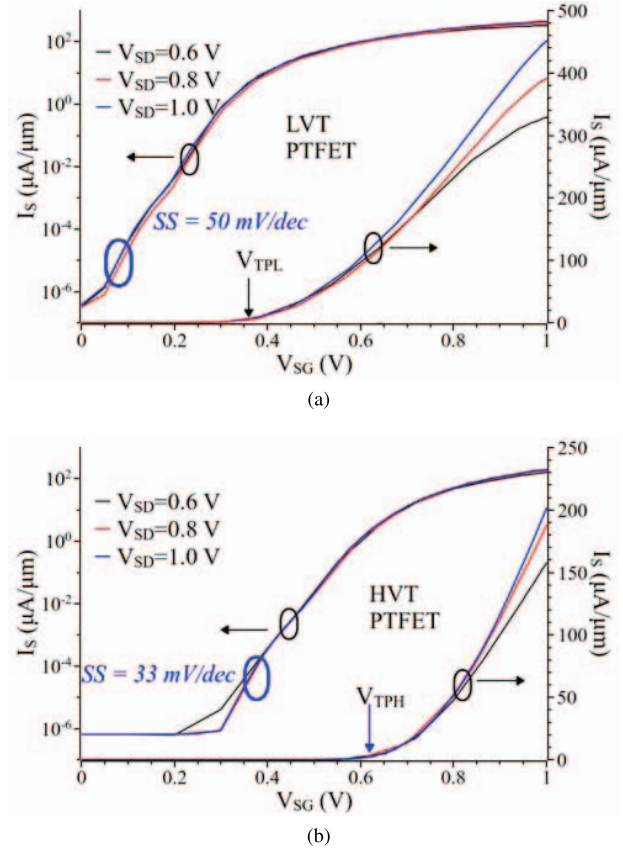 10² 500
V_SD=0.6 V
V_SD=0.8 V 400
V_SD=1.0 V
10⁰
LVT
PTFET
300
10⁻²
I_S (μA/μm)
I_S (μA/μm)
200
SS = 50 mV/dec
10⁻⁴
V_TPL 100
10⁻⁶
0
0 0.2 0.4 0.6 0.8 1
V_SG (V)
(a)
250
10²
V_SD=0.6 V 200
V_SD=0.8 V
10⁰
V_SD=1.0 V
150
HVT
PTFET
10⁻²
I_S (μA/μm)
I_S (μA/μm)
100
10⁻⁴
SS = 33 mV/dec
V_TPH 50
10⁻⁶
0
0 0.2 0.4 0.6 0.8 1
V_SG (V)
(b)